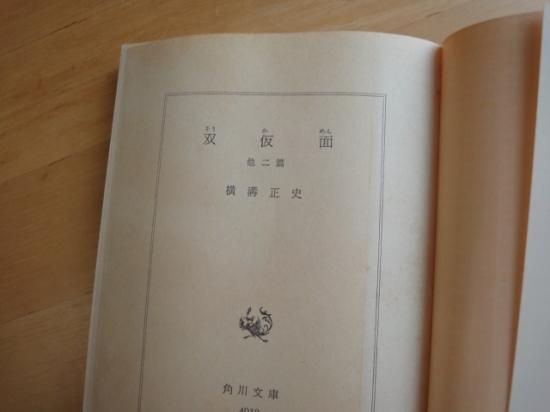 そう か めん
双仮面
他二篇
横溝正史
角川文庫